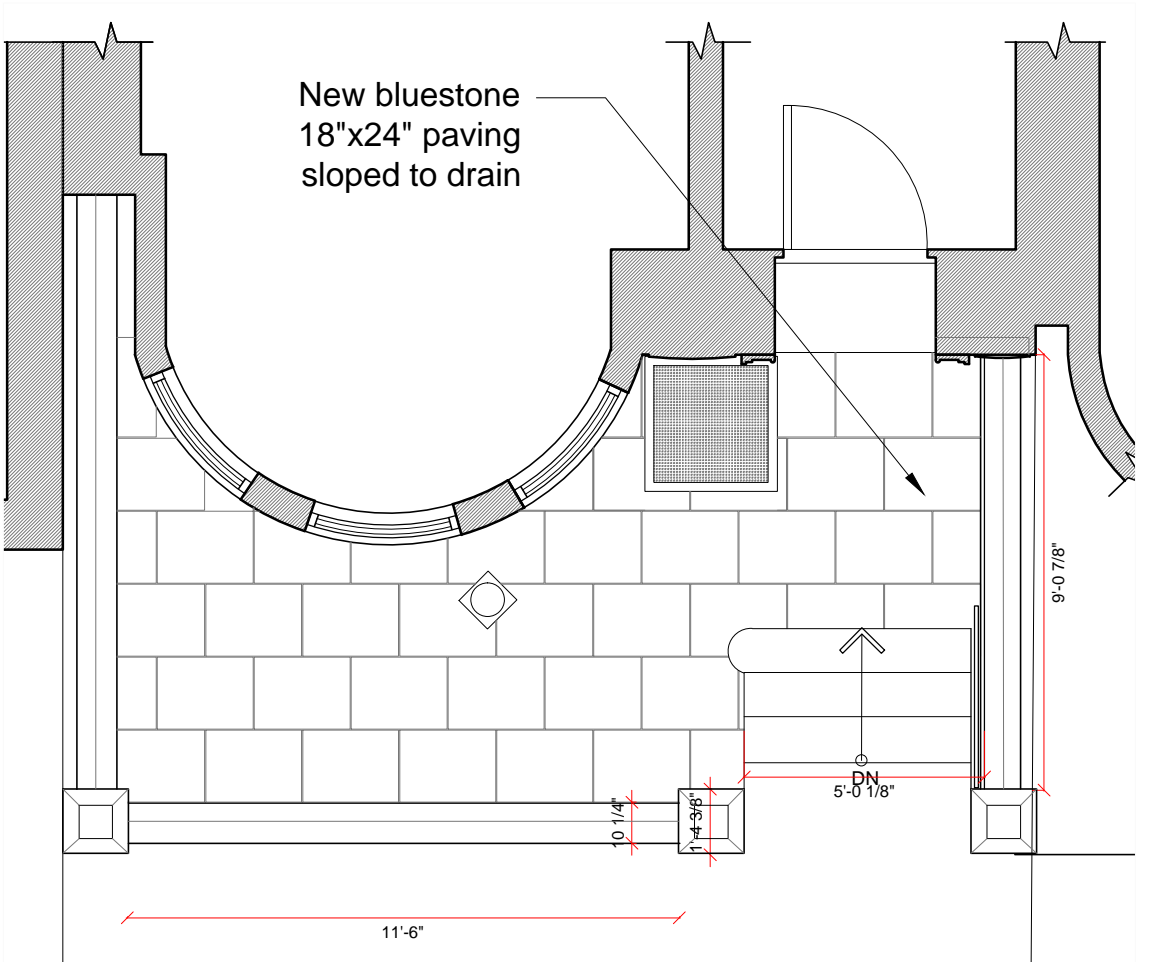 New bluestone
18"x24" paving
sloped to drain
9'-0 7/8"
DN
5'-0 1/8"
10 1/4"
1'-4 3/8"
11'-6"